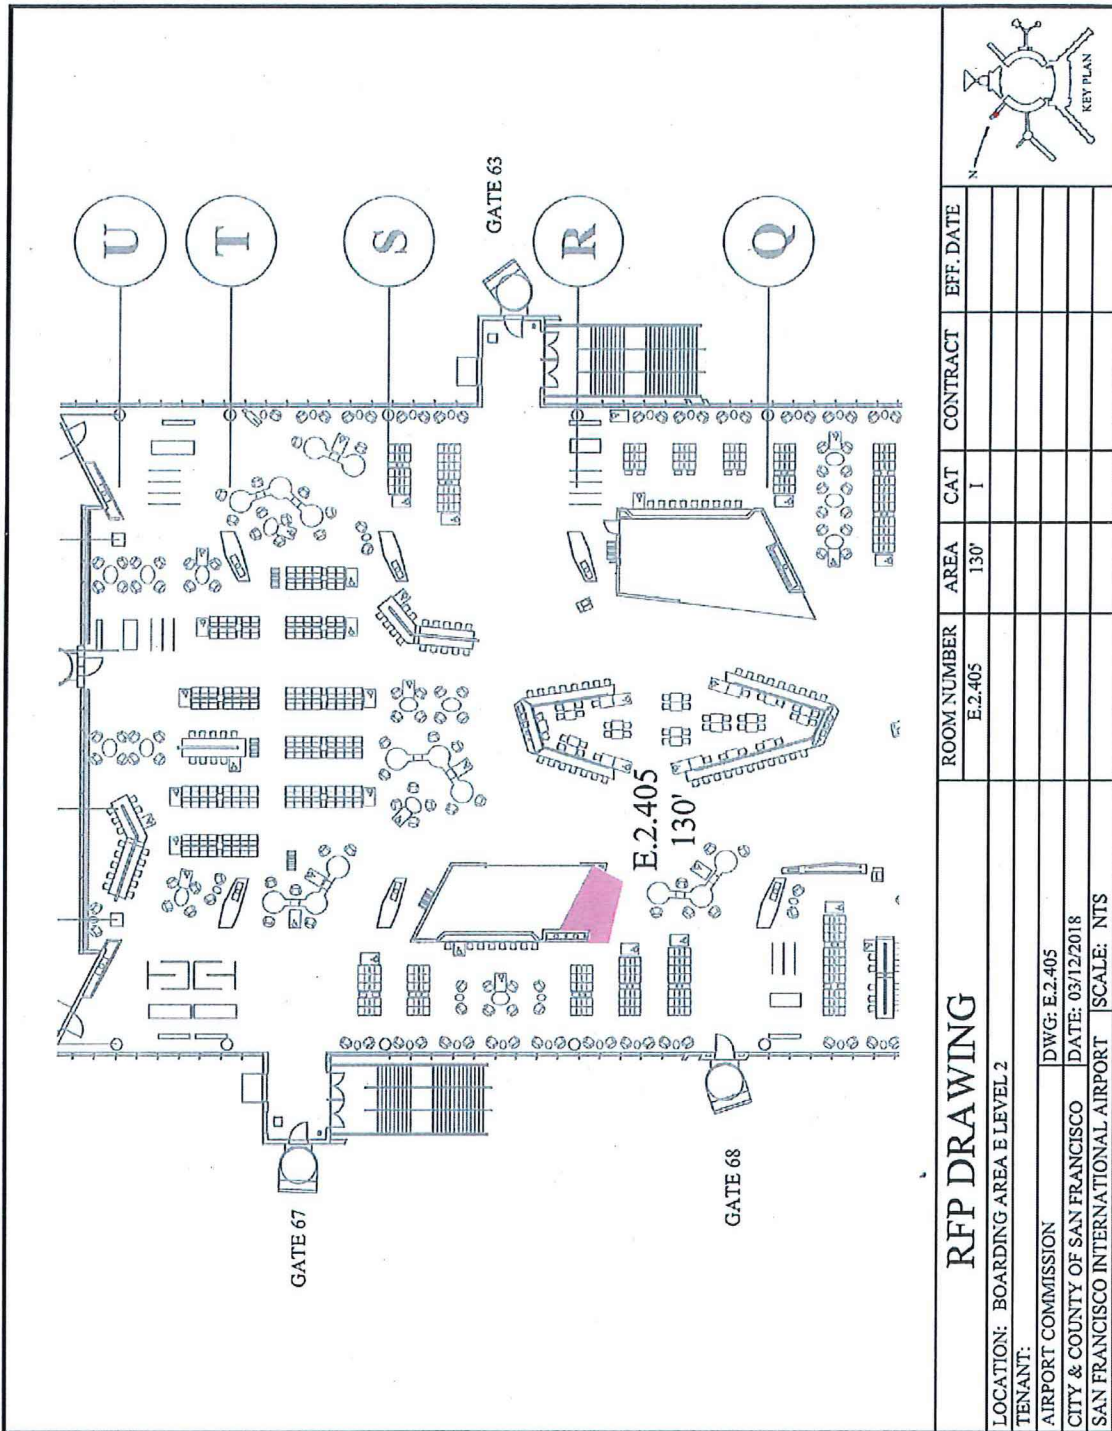 U
T
S
R
Q
GATE 63
GATE 67
GATE 68
E.2.405
130'
RFP DRAWING
LOCATION: BOARDING AREA E LEVEL 2
TENANT:
AIRPORT COMMISSION
DWG: E.2.405
CITY & COUNTY OF SAN FRANCISCO
DATE: 03/12/2018
SAN FRANCISCO INTERNATIONAL AIRPORT
SCALE: NTS
ROOM NUMBER
AREA
CAT
CONTRACT
EFF. DATE
E.2.405
130'
I
N
KEY PLAN